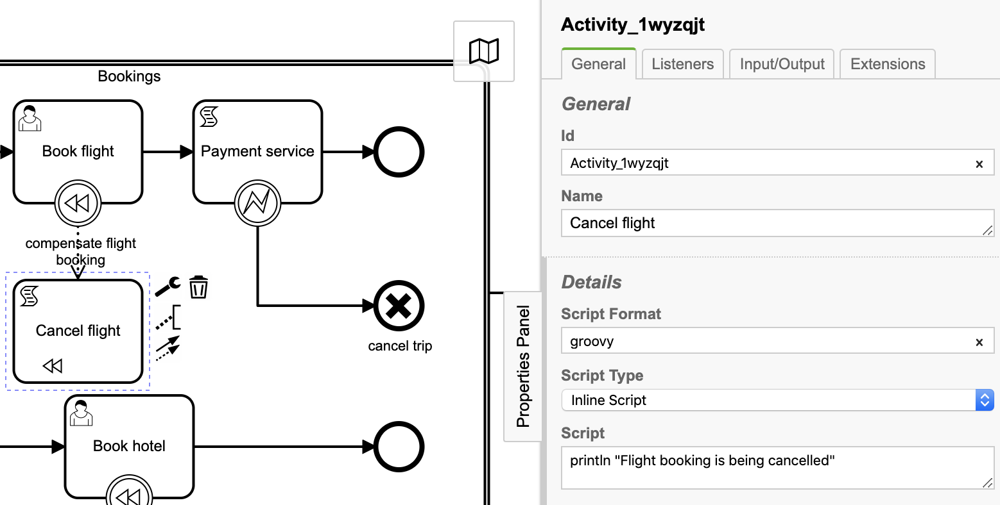 Bookings
Book flight
Payment service
compensate flight
booking
Cancel flight
cancel trip
Book hotel
Properties Panel
Activity_1wyzqjt
General
Listeners
Input/Output
Extensions
General
Id
Activity_1wyzqjt
Name
Cancel flight
Details
Script Format
groovy
Script Type
Inline Script
Script
println "Flight booking is being cancelled"